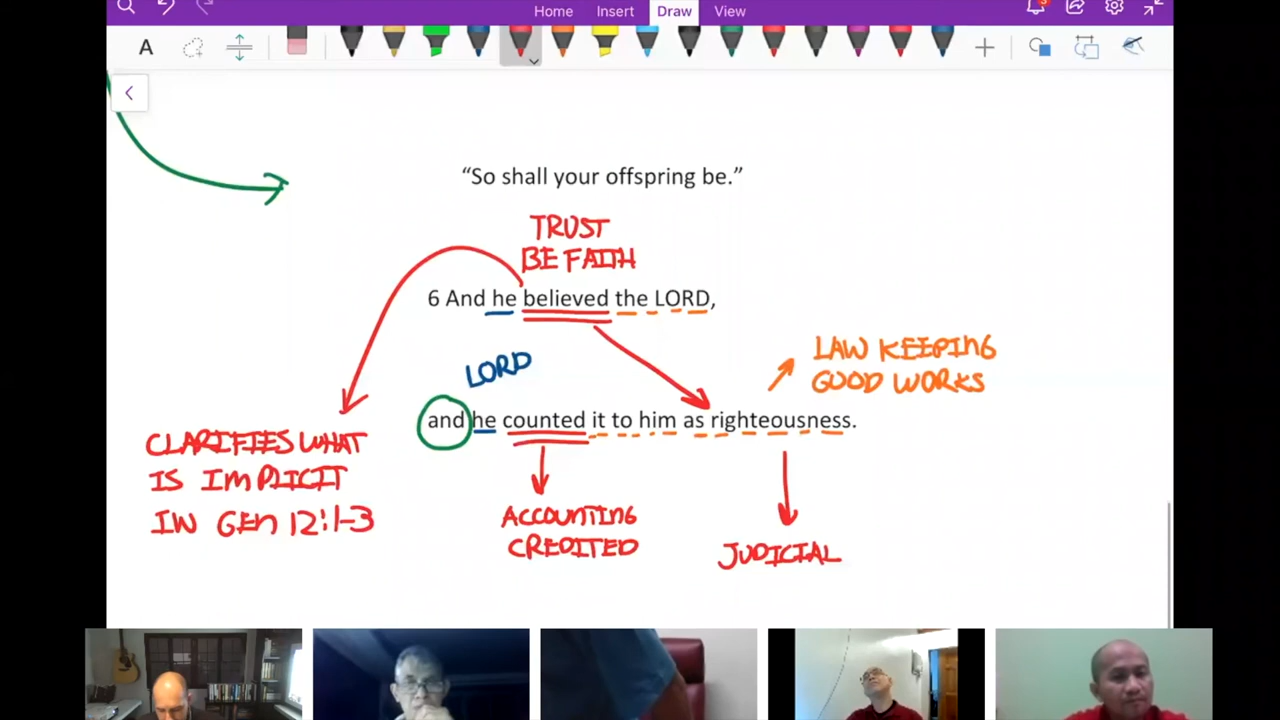 Home Insert Draw View
A
“So shall your offspring be.”
TRUST
BE FAITH
6 And he believed the LORD,
LAW KEEPING
GOOD WORKS
LORD
and he counted it to him as righteousness.
CLARIFIES WHAT
IS IMPLICIT
IN GEN 12:1-3
ACCOUNTING
CREDITED
JUDICIAL